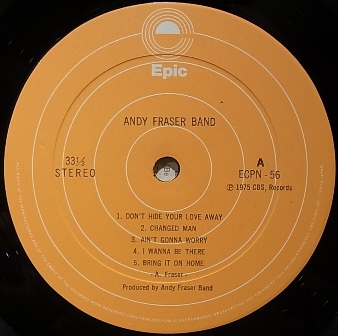 Epic
ANDY FRASER BAND
33⅓
STEREO
A
ECPN - 56
Ⓟ 1975 CBS, Records
1. DON'T HIDE YOUR LOVE AWAY
2. CHANGED MAN
3. AIN'T GONNA WORRY
4. I WANNA BE THERE
5. BRING IT ON HOME
- A. Fraser -
Produced by Andy Fraser Band